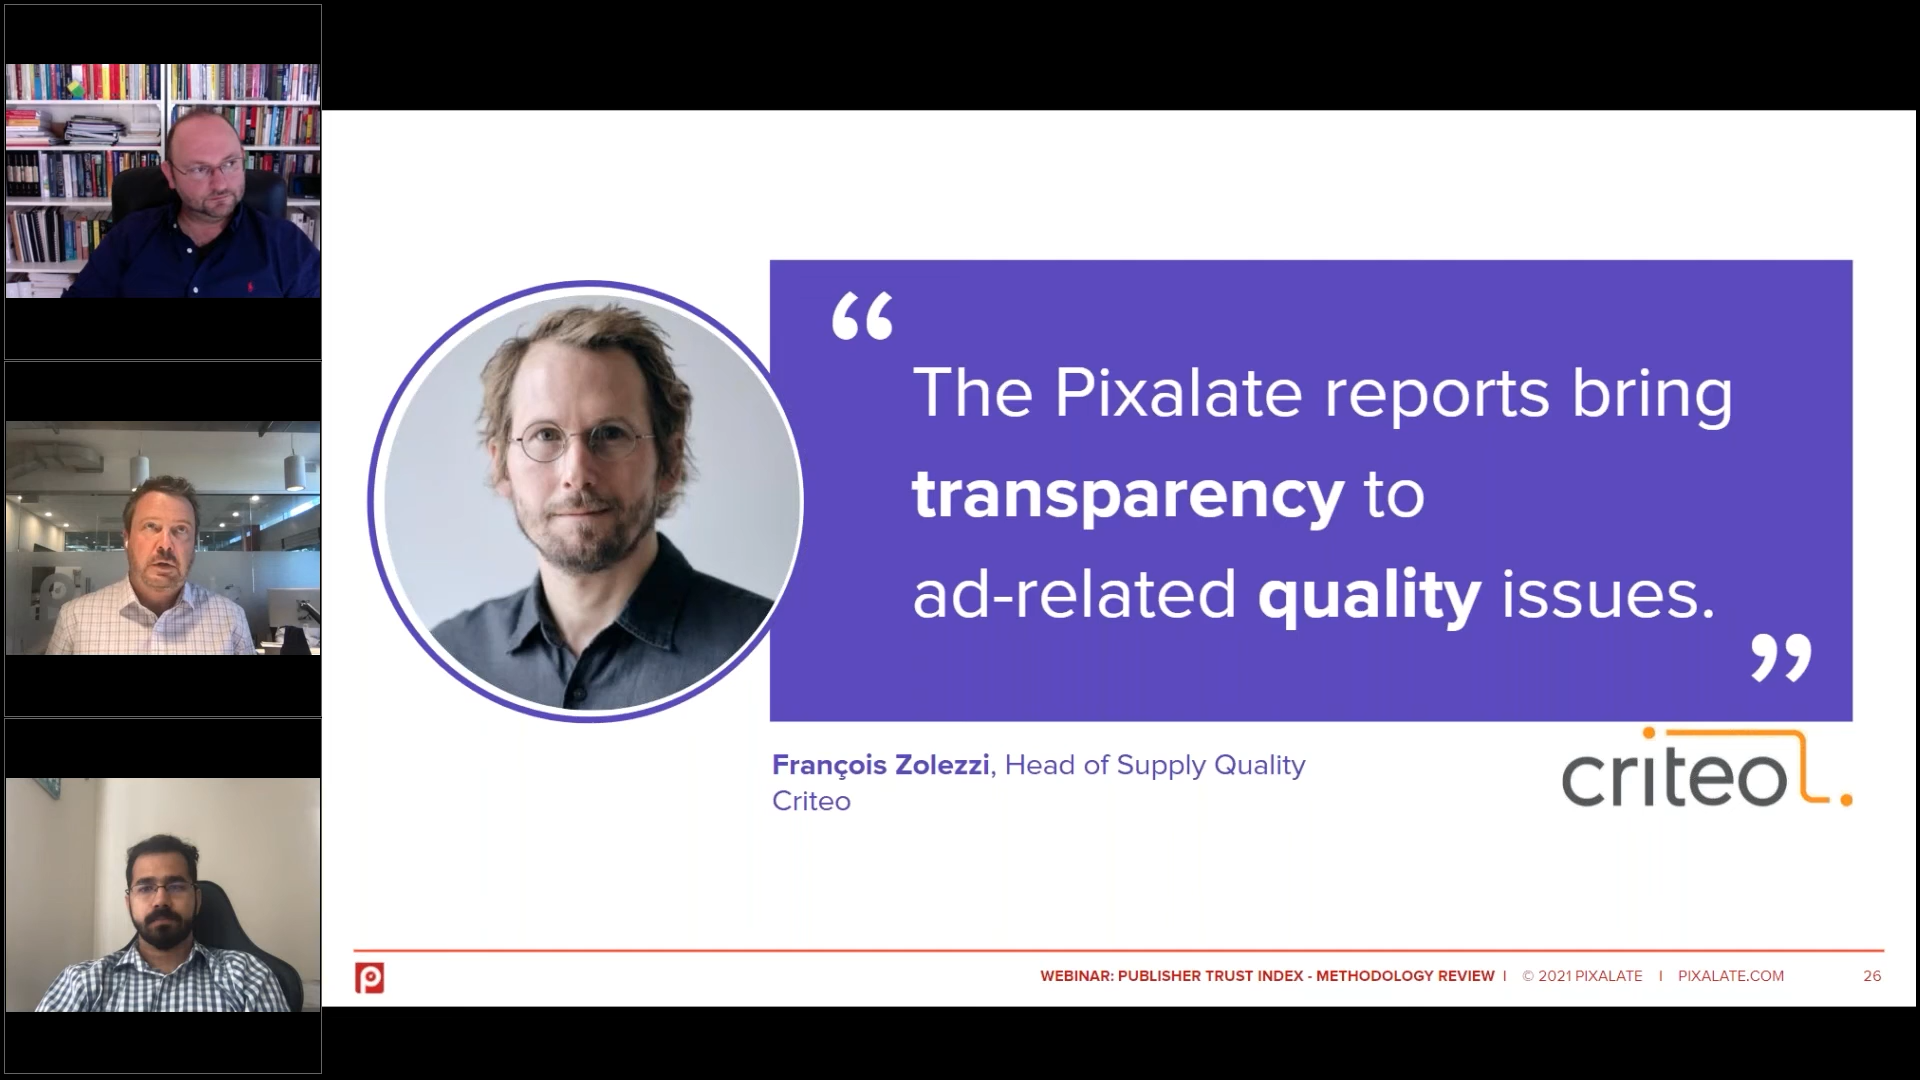 “
The Pixalate reports bring
transparency to
ad-related quality issues.
”
François Zolezzi, Head of Supply Quality
Criteo
criteo
WEBINAR: PUBLISHER TRUST INDEX - METHODOLOGY REVIEW I © 2021 PIXALATE I PIXALATE.COM 26